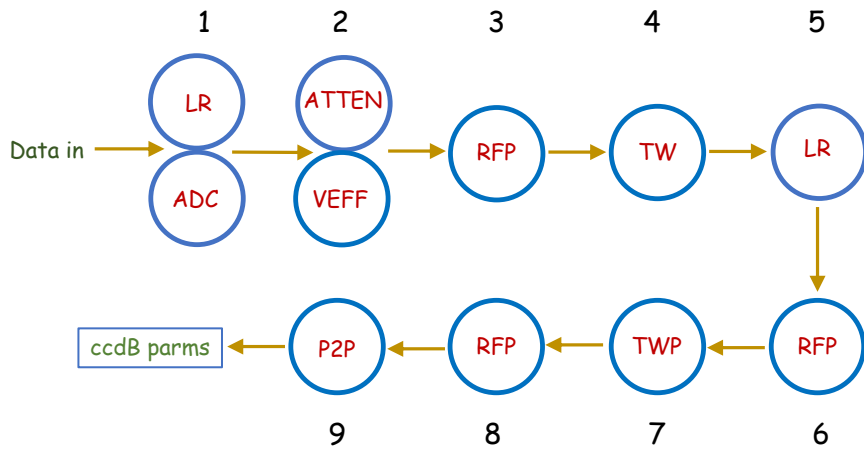 1 2 3 4 5
LR ATTEN
Data in RFP TW LR
ADC VEFF
ccdB parms P2P RFP TWP RFP
9 8 7 6